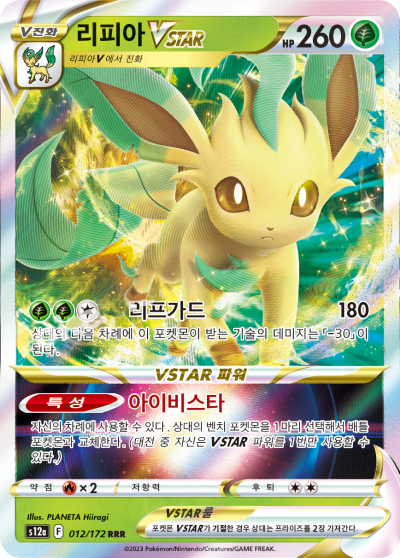 V진화
리피아 VSTAR
HP 260
리피아V에서 진화
리프가드 180
상대의 다음 차례에 이 포켓몬이 받는 기술의 데미지는 「-30」이
된다.
VSTAR 파워
특성 아이비스타
자신의 차례에 사용할 수 있다. 상대의 벤치 포켓몬을 1마리 선택해서 배틀
포켓몬과 교체한다. (대전 중 자신은 VSTAR 파워를 1번만 사용할 수
있다.)
약점 ×2 저항력 후퇴
Illus. PLANETA Hiiragi
s12a F 012/172 RRR
VSTAR룰
포켓몬 VSTAR가 기절한 경우 상대는 프라이즈를 2장 가져간다.
©2023 Pokémon/Nintendo/Creatures/GAME FREAK.